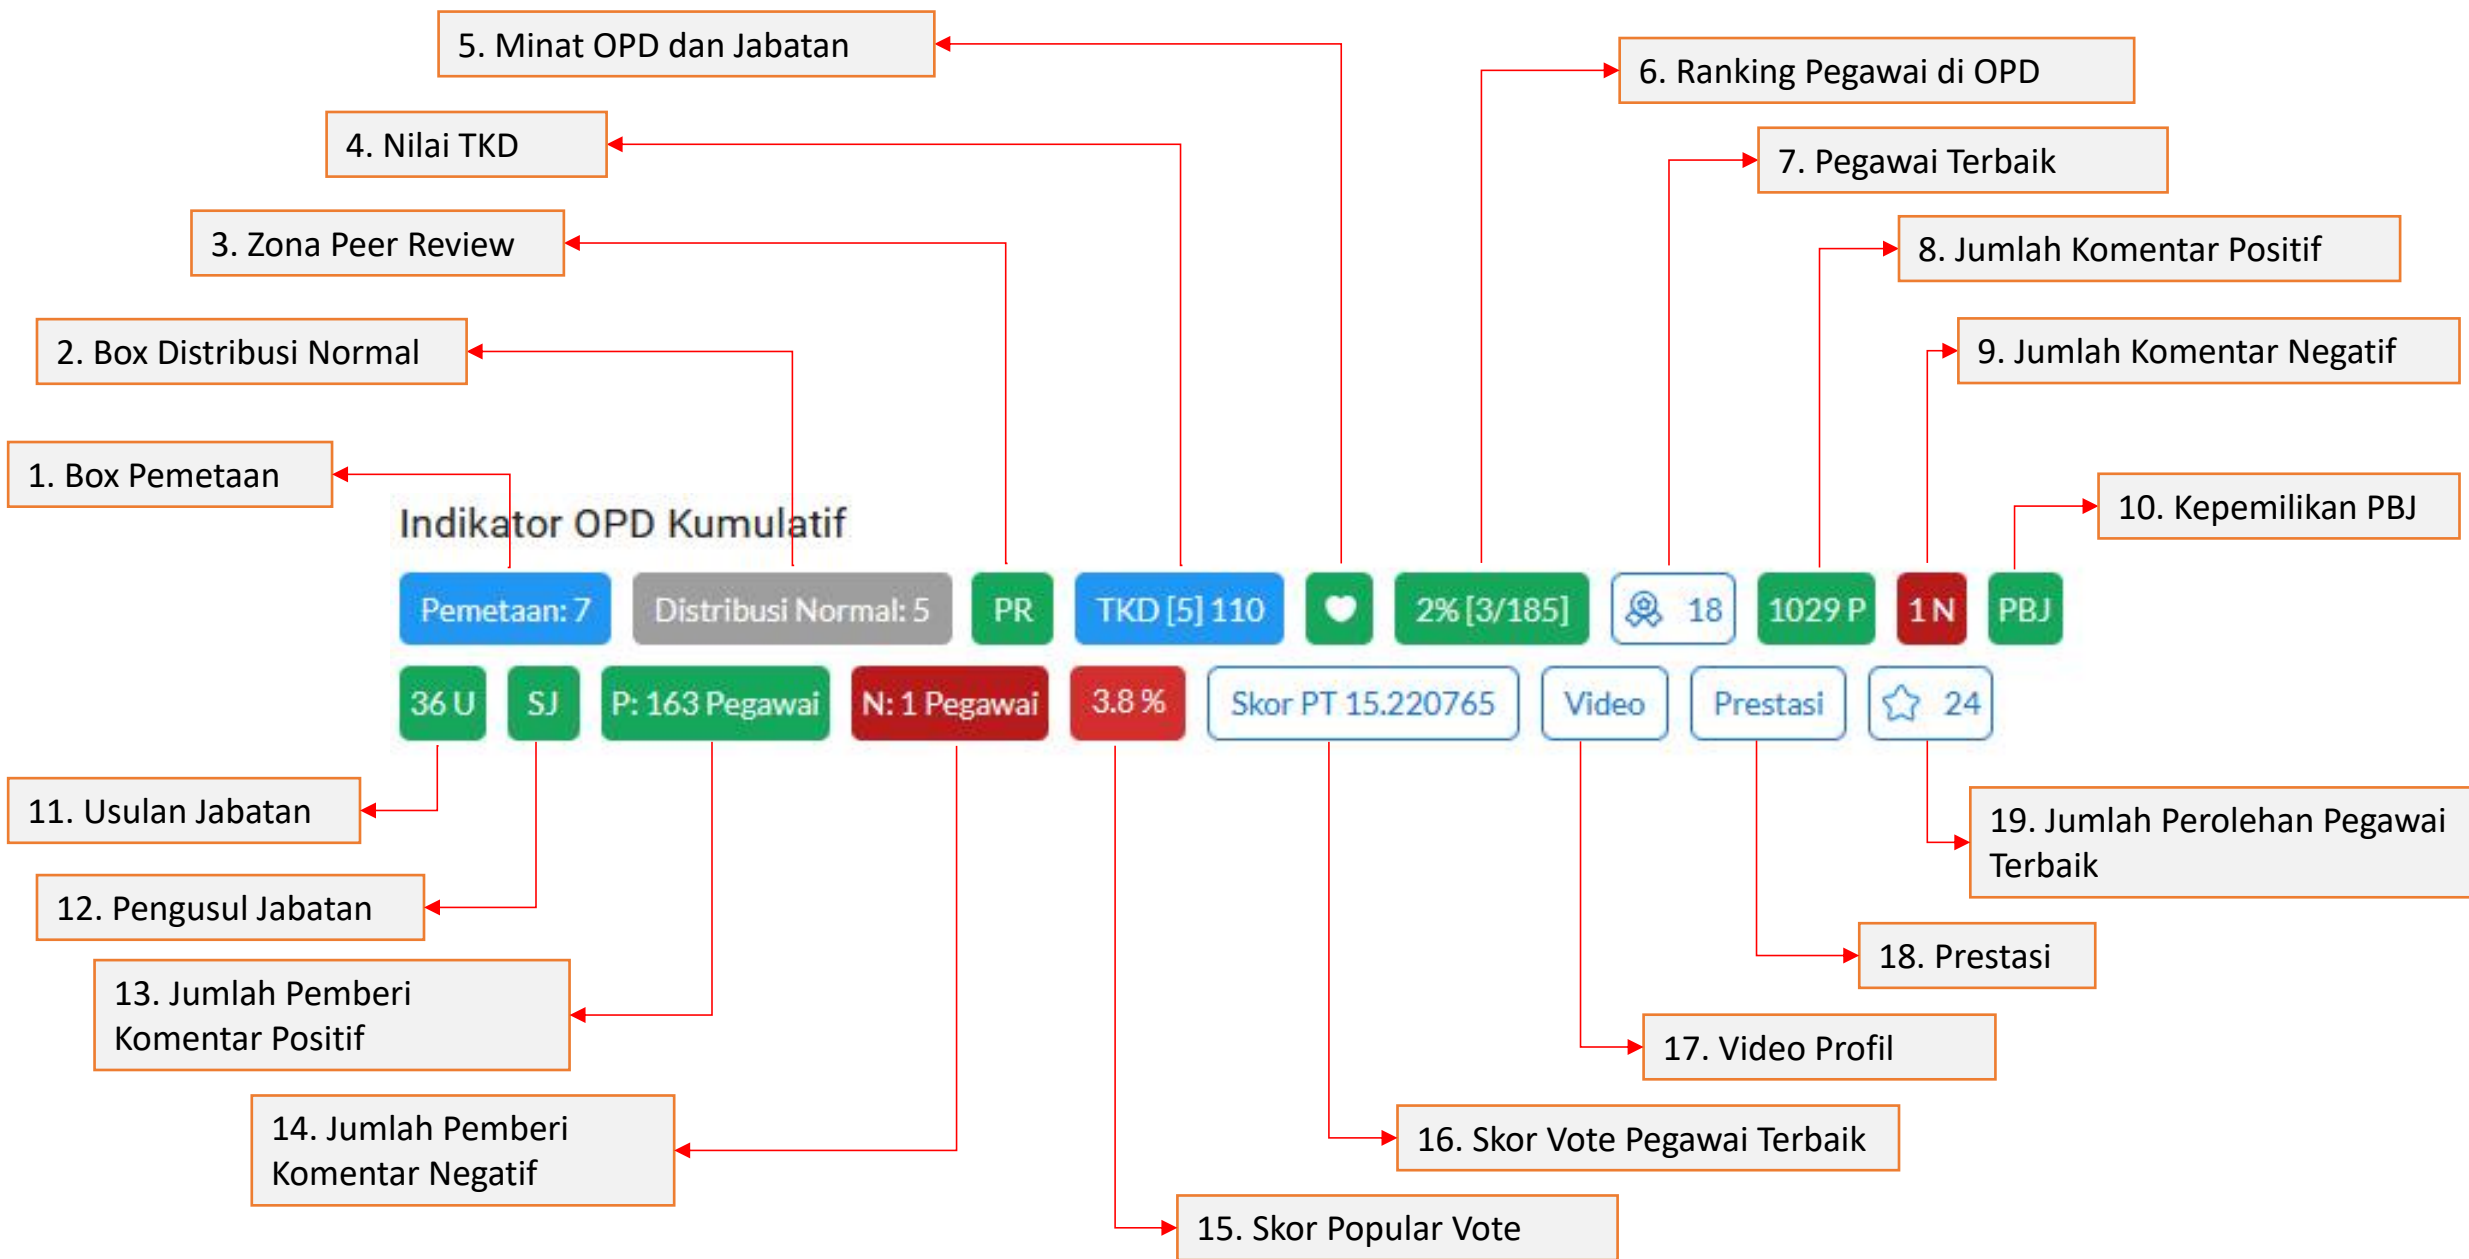 5. Minat OPD dan Jabatan
6. Ranking Pegawai di OPD
4. Nilai TKD
7. Pegawai Terbaik
3. Zona Peer Review
8. Jumlah Komentar Positif
2. Box Distribusi Normal
9. Jumlah Komentar Negatif
1. Box Pemetaan
10. Kepemilikan PBJ
Indikator OPD Kumulatif
Pemetaan: 7
Distribusi Normal: 5
PR
TKD [5] 110
2% [3/185]
18
1029 P
1 N
PBJ
36 U
SJ
P: 163 Pegawai
N: 1 Pegawai
3.8 %
Skor PT 15.220765
Video
Prestasi
24
11. Usulan Jabatan
19. Jumlah Perolehan Pegawai
Terbaik
12. Pengusul Jabatan
18. Prestasi
13. Jumlah Pemberi
Komentar Positif
17. Video Profil
14. Jumlah Pemberi
Komentar Negatif
16. Skor Vote Pegawai Terbaik
15. Skor Popular Vote